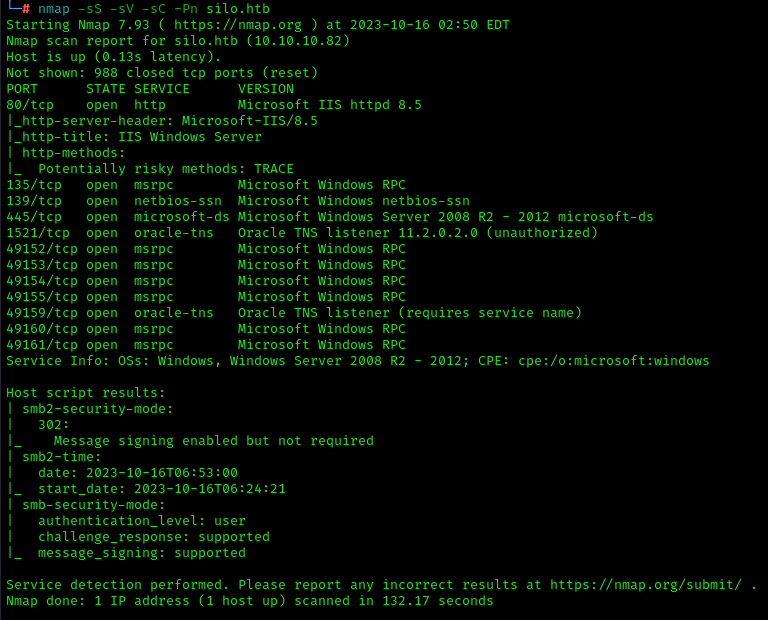 └─# nmap -sS -sV -sC -Pn silo.htb
Starting Nmap 7.93 ( https://nmap.org ) at 2023-10-16 02:50 EDT
Nmap scan report for silo.htb (10.10.10.82)
Host is up (0.13s latency).
Not shown: 988 closed tcp ports (reset)
PORT      STATE SERVICE      VERSION
80/tcp    open  http         Microsoft IIS httpd 8.5
|_http-server-header: Microsoft-IIS/8.5
|_http-title: IIS Windows Server
| http-methods:
|_  Potentially risky methods: TRACE
135/tcp   open  msrpc        Microsoft Windows RPC
139/tcp   open  netbios-ssn  Microsoft Windows netbios-ssn
445/tcp   open  microsoft-ds Microsoft Windows Server 2008 R2 - 2012 microsoft-ds
1521/tcp  open  oracle-tns   Oracle TNS listener 11.2.0.2.0 (unauthorized)
49152/tcp open  msrpc        Microsoft Windows RPC
49153/tcp open  msrpc        Microsoft Windows RPC
49154/tcp open  msrpc        Microsoft Windows RPC
49155/tcp open  msrpc        Microsoft Windows RPC
49159/tcp open  oracle-tns   Oracle TNS listener (requires service name)
49160/tcp open  msrpc        Microsoft Windows RPC
49161/tcp open  msrpc        Microsoft Windows RPC
Service Info: OSs: Windows, Windows Server 2008 R2 - 2012; CPE: cpe:/o:microsoft:windows

Host script results:
| smb2-security-mode:
|   302:
|_    Message signing enabled but not required
| smb2-time:
|   date: 2023-10-16T06:53:00
|_  start_date: 2023-10-16T06:24:21
| smb-security-mode:
|   authentication_level: user
|   challenge_response: supported
|_  message_signing: supported

Service detection performed. Please report any incorrect results at https://nmap.org/submit/ .
Nmap done: 1 IP address (1 host up) scanned in 132.17 seconds